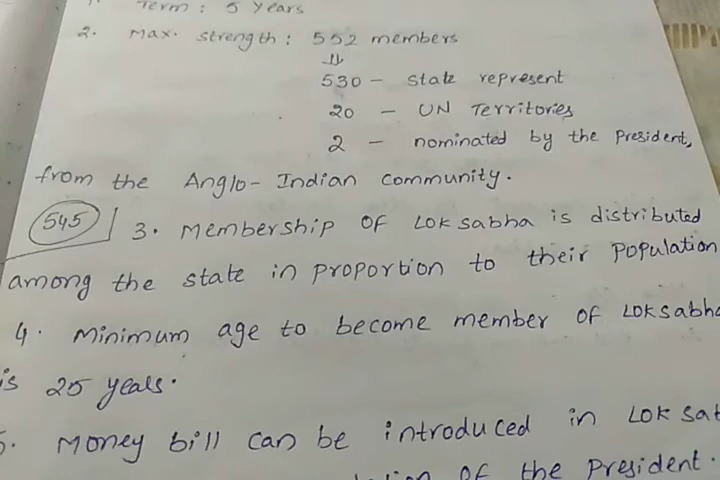 Term : 5 years
2. Max. strength : 552 members
530 - state represent
20 - UN Territories
2 - nominated by the president,
from the Anglo-Indian community.
545 3. Membership of Loksabha is distributed
among the state in proportion to their population
4. Minimum age to become member of Loksabha
is 25 years.
5. Money bill can be introduced in Lok Sab
of the president.